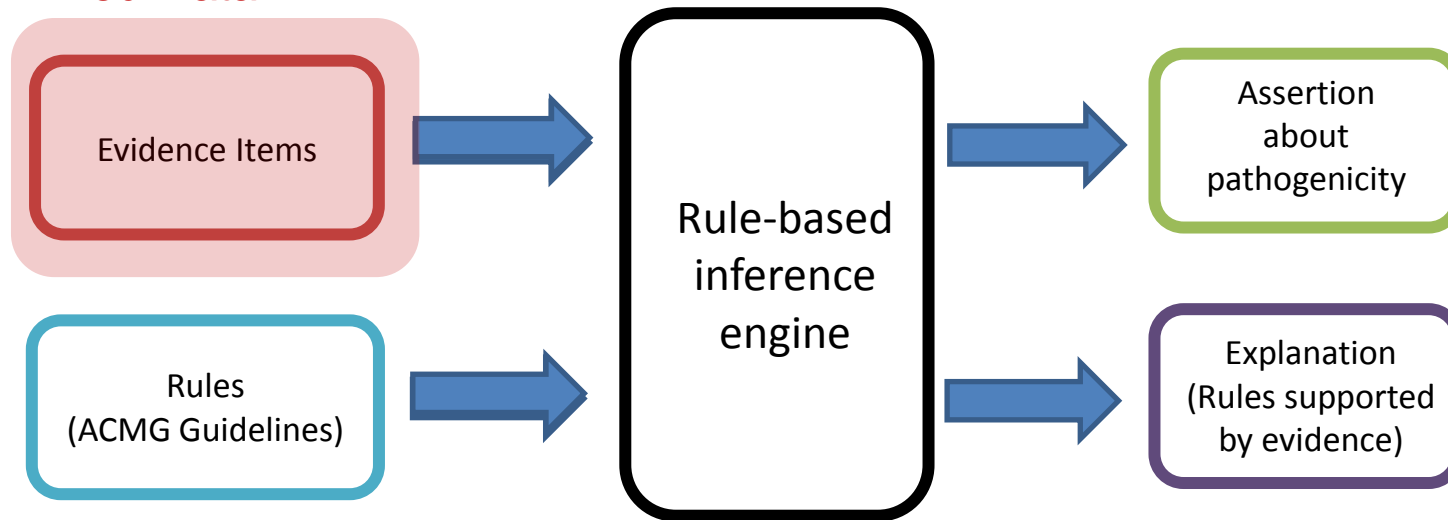 Evidence Items
Rules
(ACMG Guidelines)
Rule-based
inference
engine
Assertion
about
pathogenicity
Explanation
(Rules supported
by evidence)